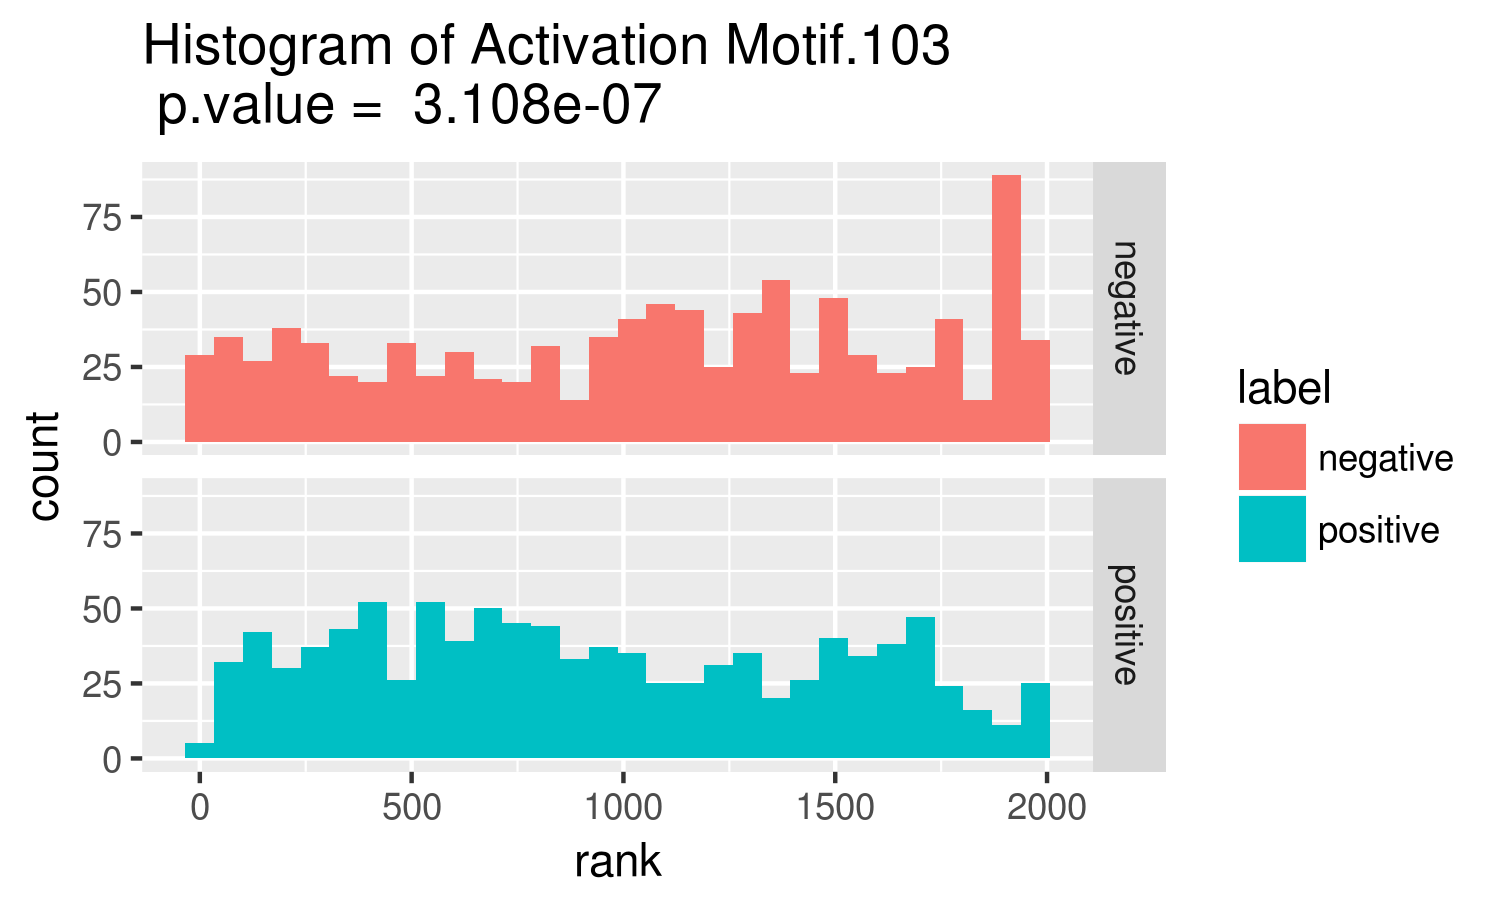 Histogram of Activation Motif.103
p.value = 3.108e-07
75
50
25
0
negative
75
50
25
0
positive
0 500 1000 1500 2000
rank
count
label
negative
positive